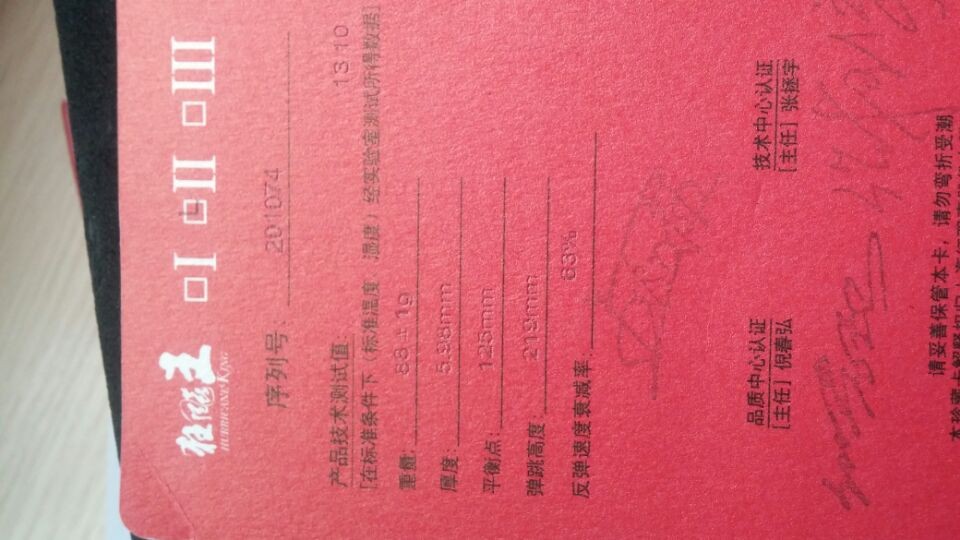 狂飚王 □I □II □III
HURRICANE KING
序列号： 201074
产品技术测试值： 13 10
[在标准条件下（标准温度、湿度）经实验室测试所得数据]
重量： 88±1g
厚度： 5.98mm
平衡点： 125mm
弹跳高度： 219mm
反弹速度衰减率： 63%
品质中心认证 技术中心认证
[主任] 倪春弘 [主任] 张拯宇
请妥善保管本卡，请勿弯折受潮